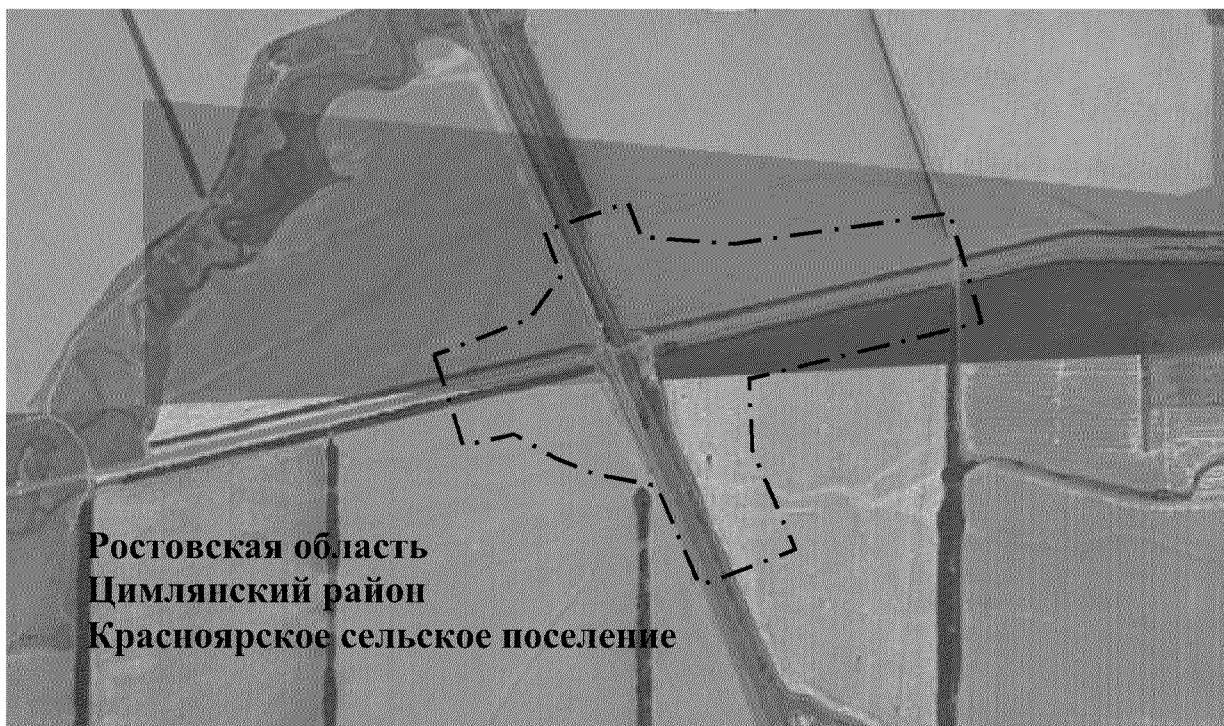 Ростовская область
Цимлянский район
Красноярское сельское поселение